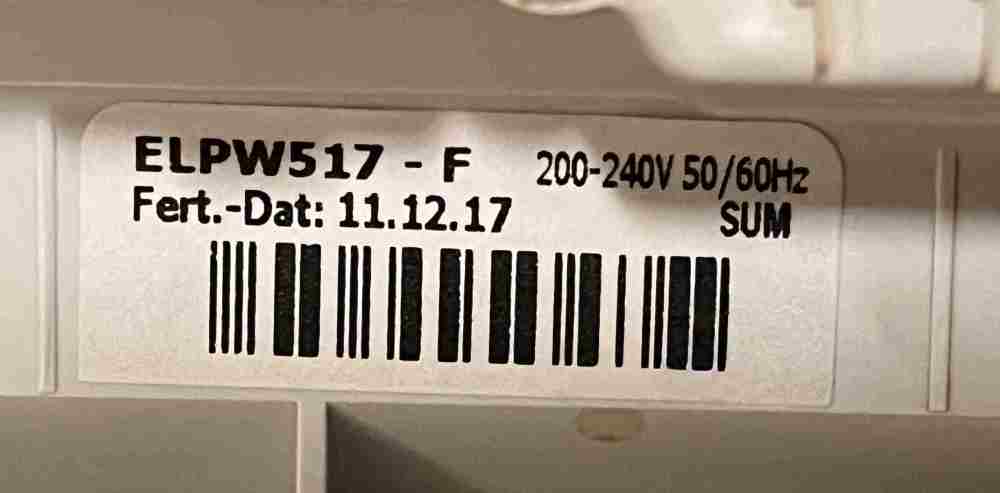 ELPW517 - F 200-240V 50/60Hz
Fert.-Dat: 11.12.17 SUM